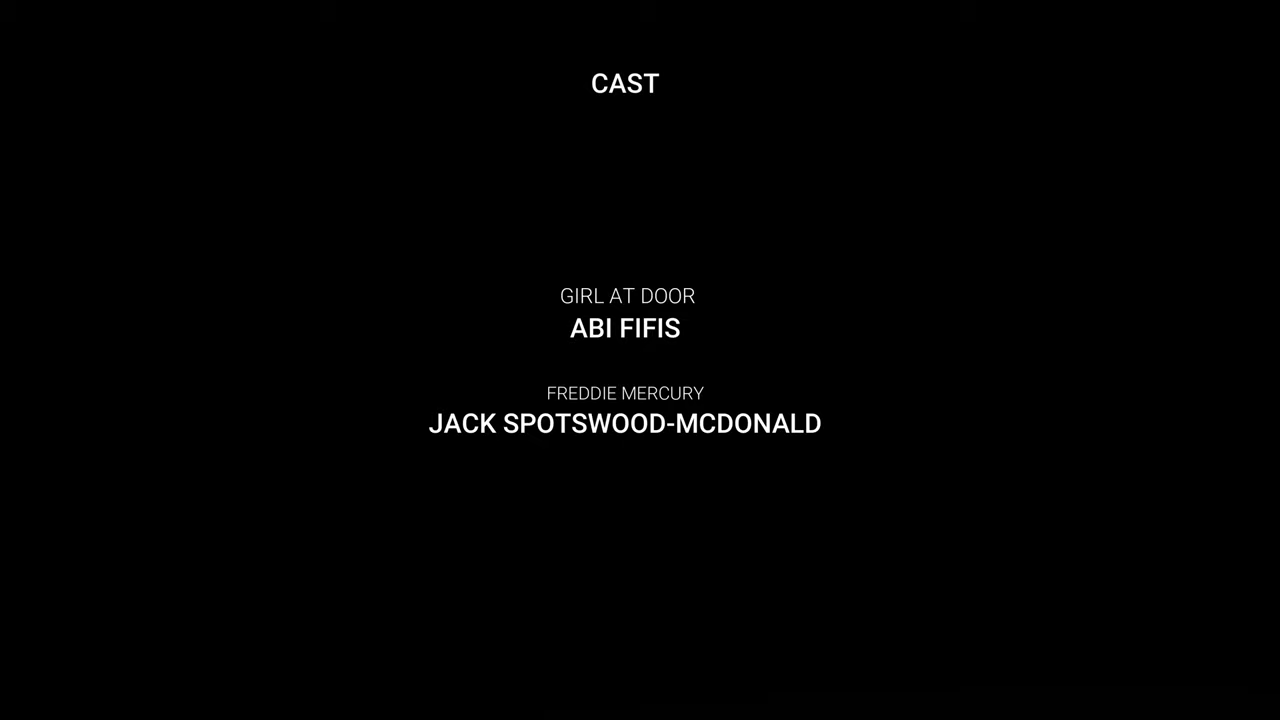 CAST
GIRL AT DOOR
ABI FIFIS
FREDDIE MERCURY
JACK SPOTSWOOD-MCDONALD